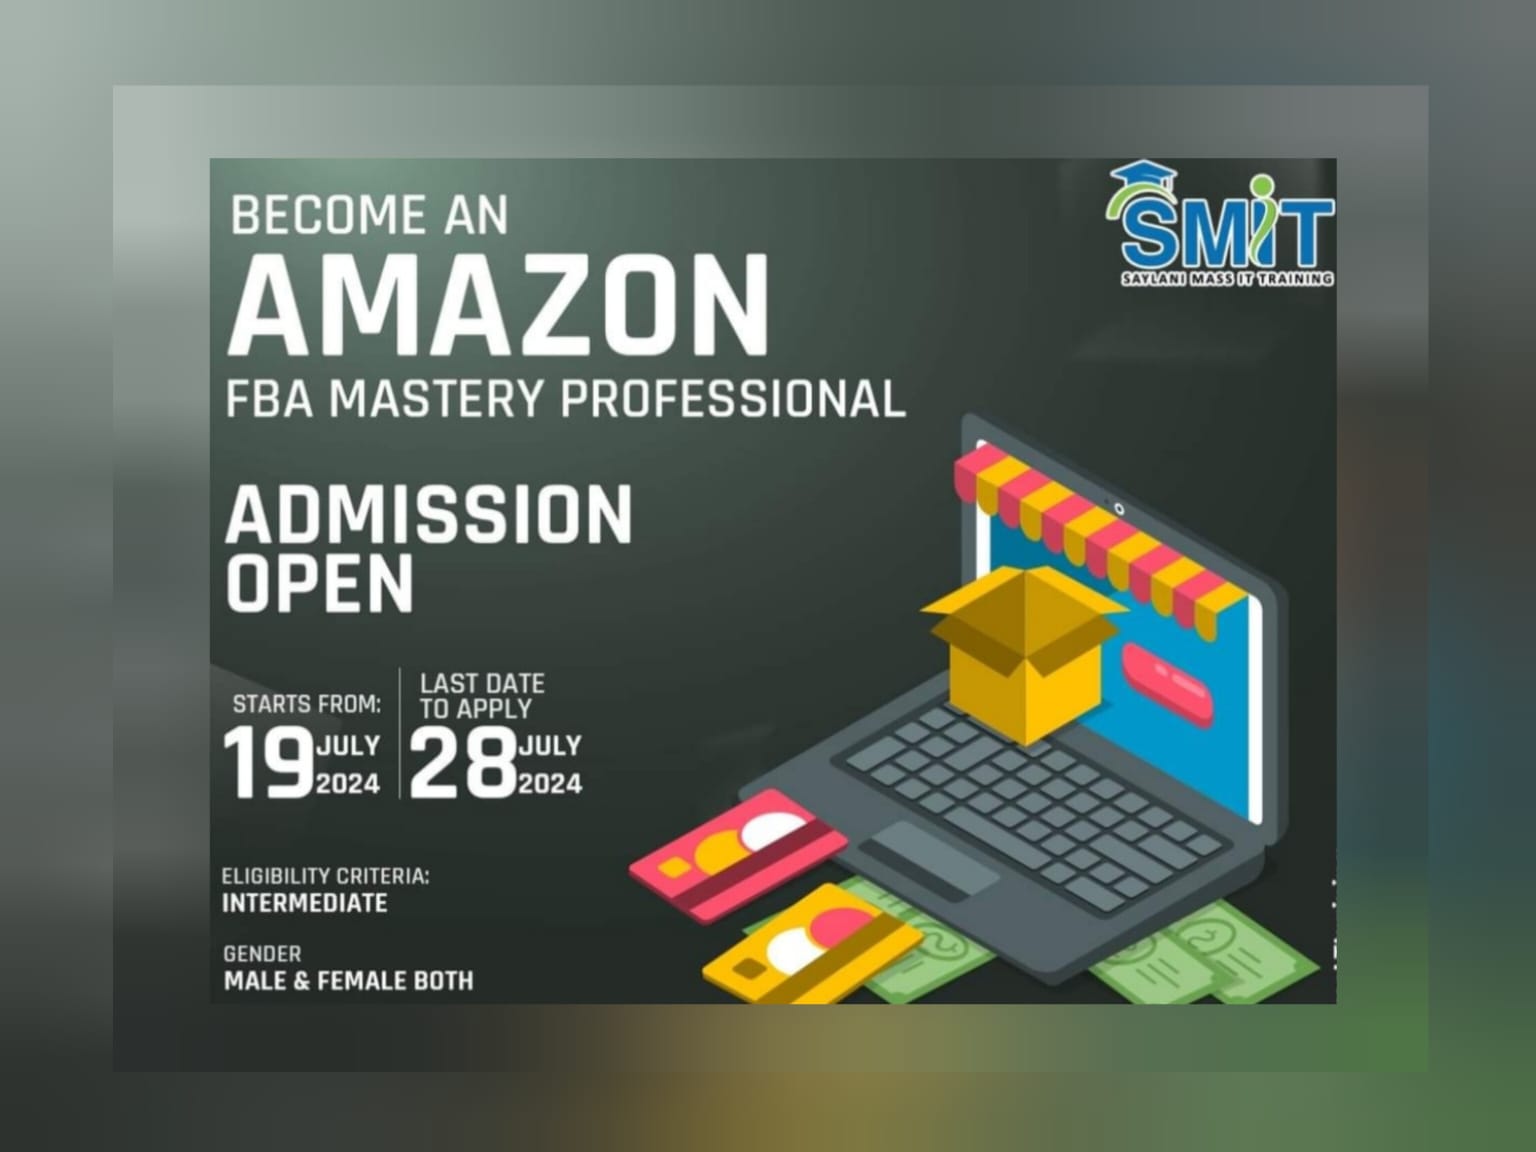 BECOME AN
AMAZON
FBA MASTERY PROFESSIONAL
SMiT
SAYLANI MASS IT TRAINING
ADMISSION
OPEN
STARTS FROM:
19 JULY
2024
LAST DATE
TO APPLY
28 JULY
2024
ELIGIBILITY CRITERIA:
INTERMEDIATE
GENDER
MALE & FEMALE BOTH